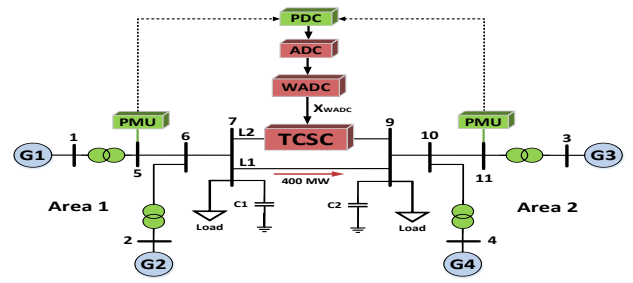 PDC
ADC
WADC
XWADC
PMU
PMU
7
L2
TCSC
9
1
6
10
3
G1
5
L1
400 MW
11
G3
Area 1
C1
C2
Area 2
2
Load
Load
4
G2
G4